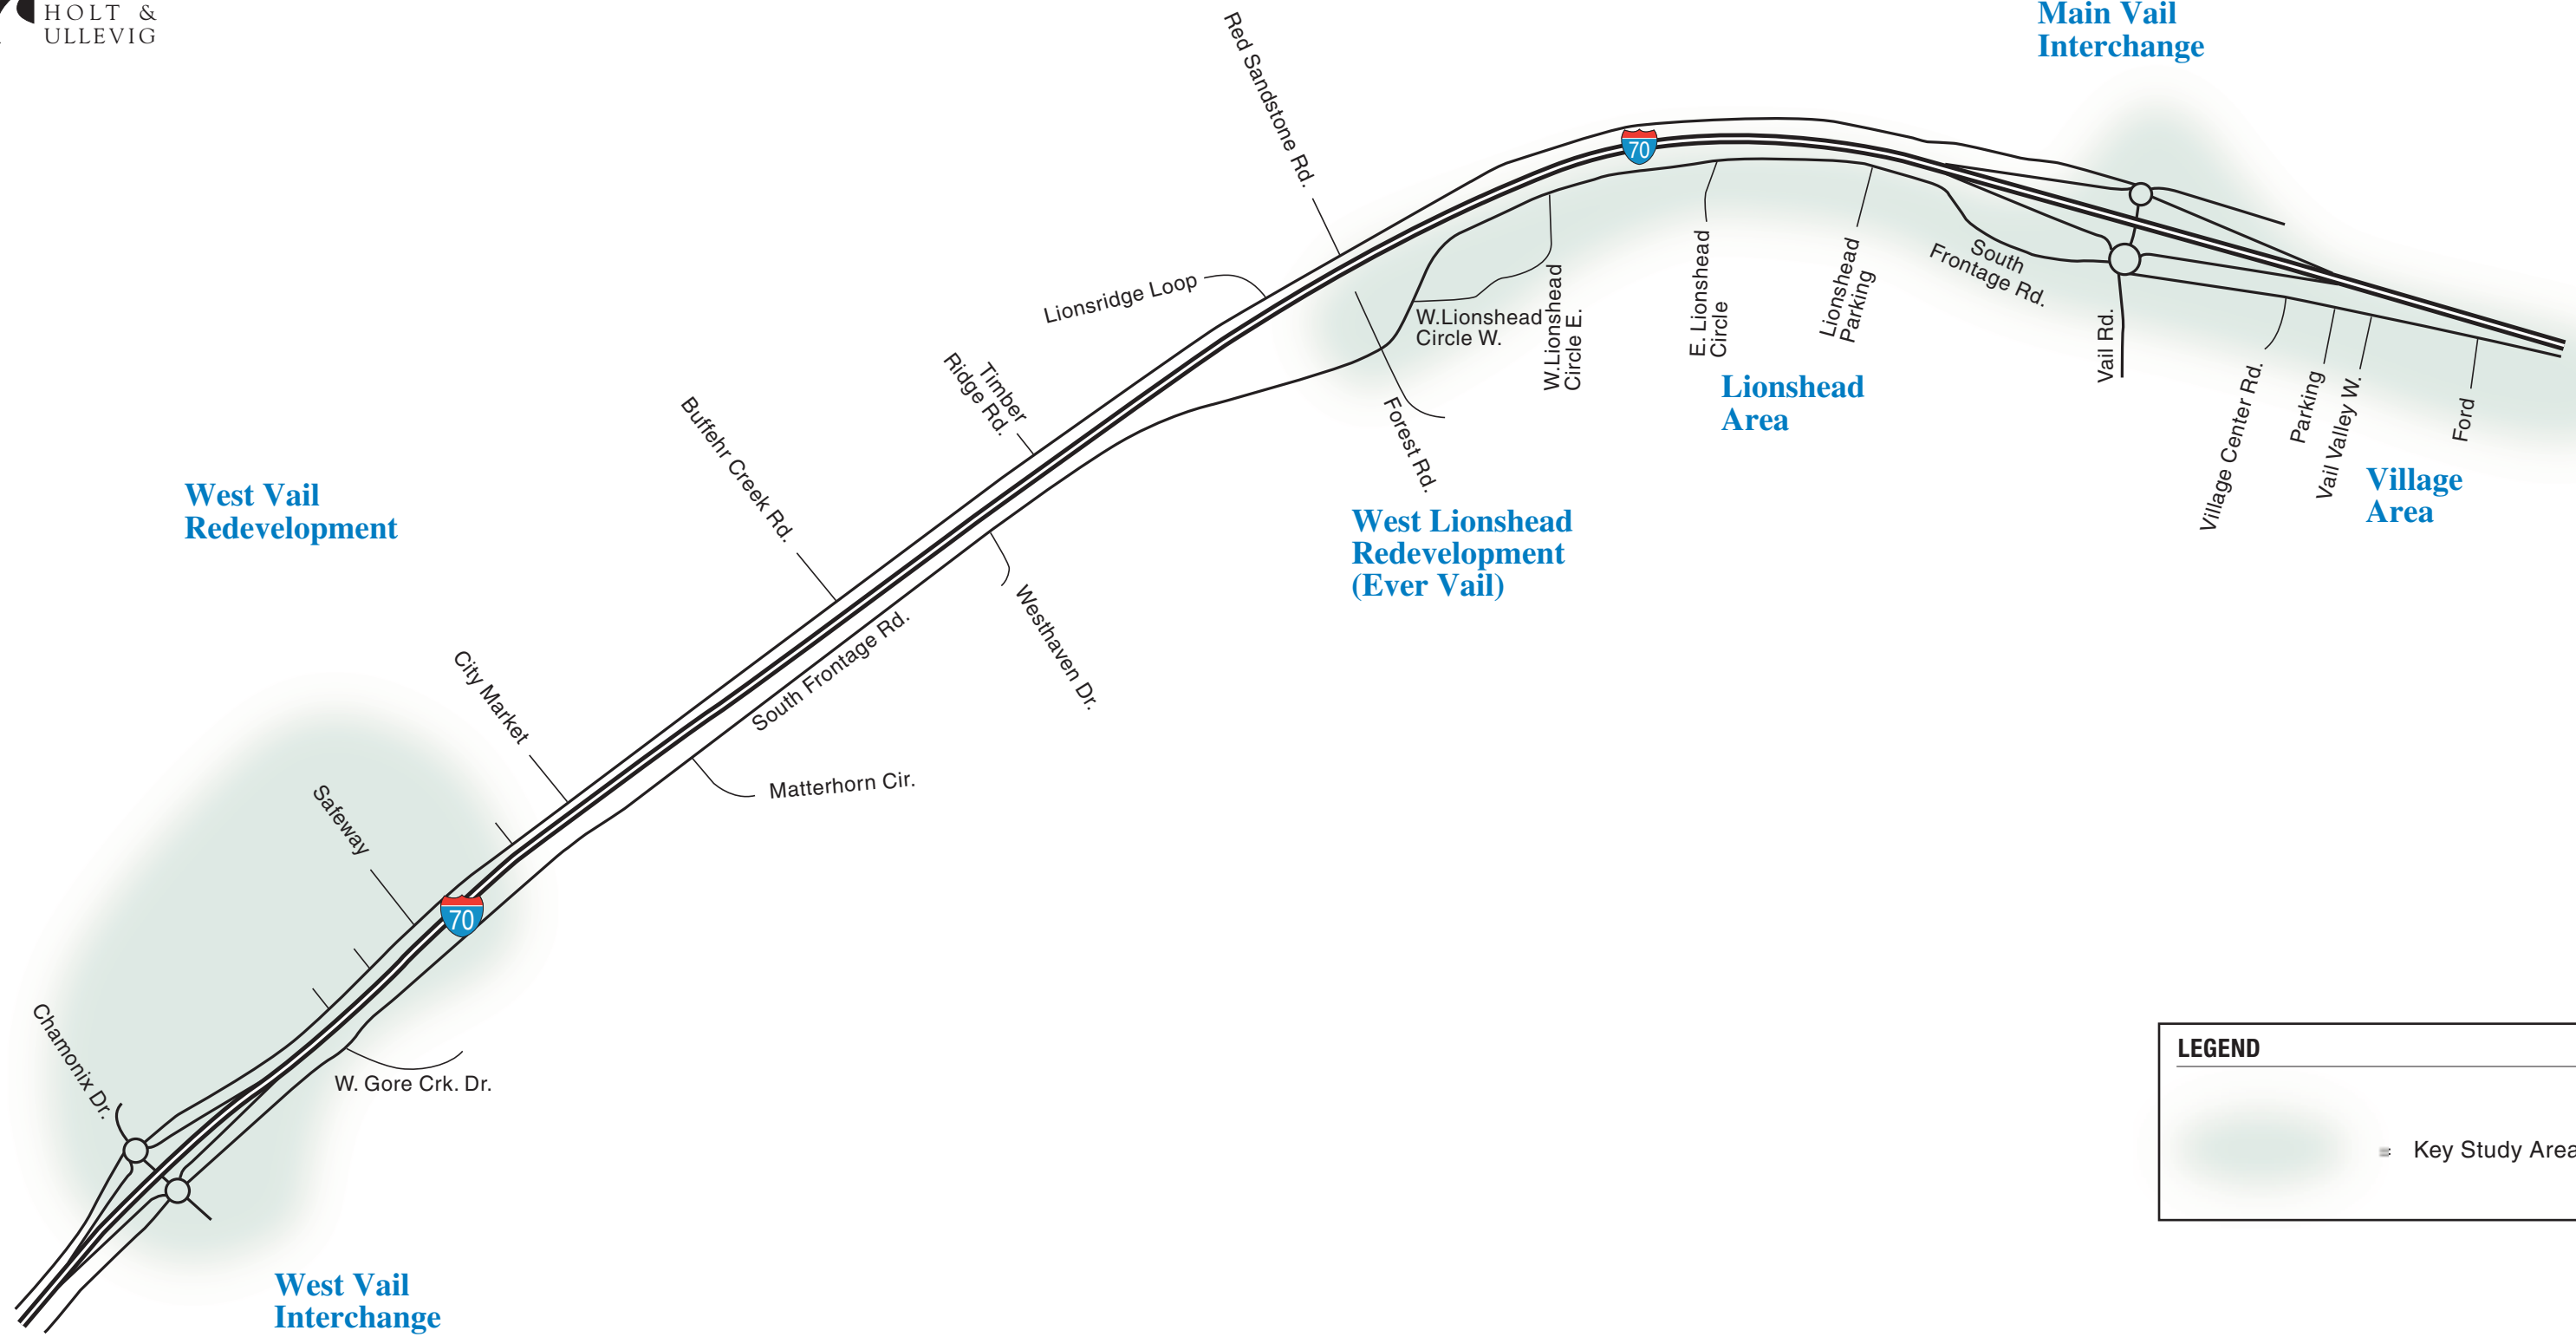 HOLT &
ULLEVIG
Main Vail
Interchange
Red Sandstone Rd.
70
Lionsridge Loop
South
Frontage Rd.
W.Lionshead
Circle W.
W.Lionshead
Circle E.
E. Lionshead
Circle
Lionshead
Parking
Vail Rd.
Village Center Rd.
Parking
Vail Valley W.
Ford
Timber
Ridge Rd.
Buffehr Creek Rd.
Forest Rd.
Lionshead
Area
Village
Area
West Vail
Redevelopment
West Lionshead
Redevelopment
(Ever Vail)
Westhaven Dr.
South Frontage Rd.
City Market
Matterhorn Cir.
Safeway
70
Chamonix Dr.
W. Gore Crk. Dr.
West Vail
Interchange
LEGEND
Key Study Area